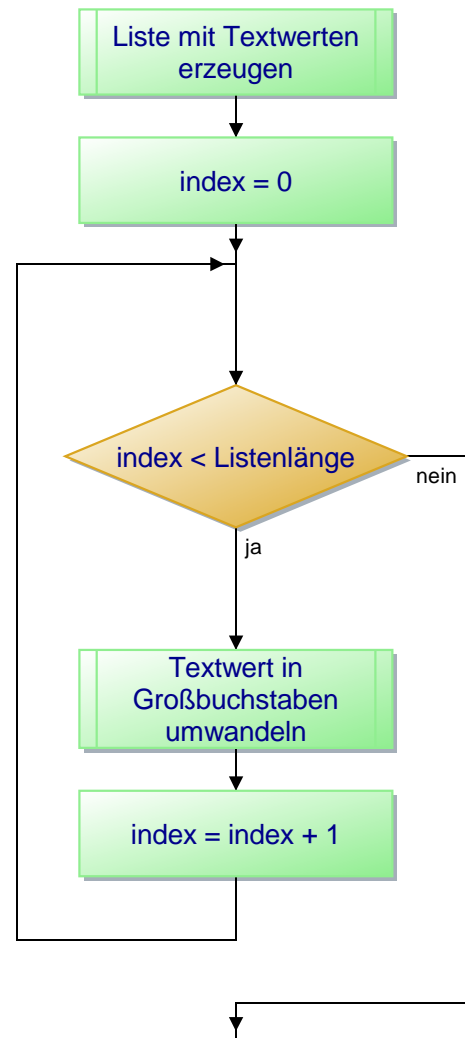 Liste mit Textwerten
erzeugen
index = 0
index < Listenlänge
nein
ja
Textwert in
Großbuchstaben
umwandeln
index = index + 1